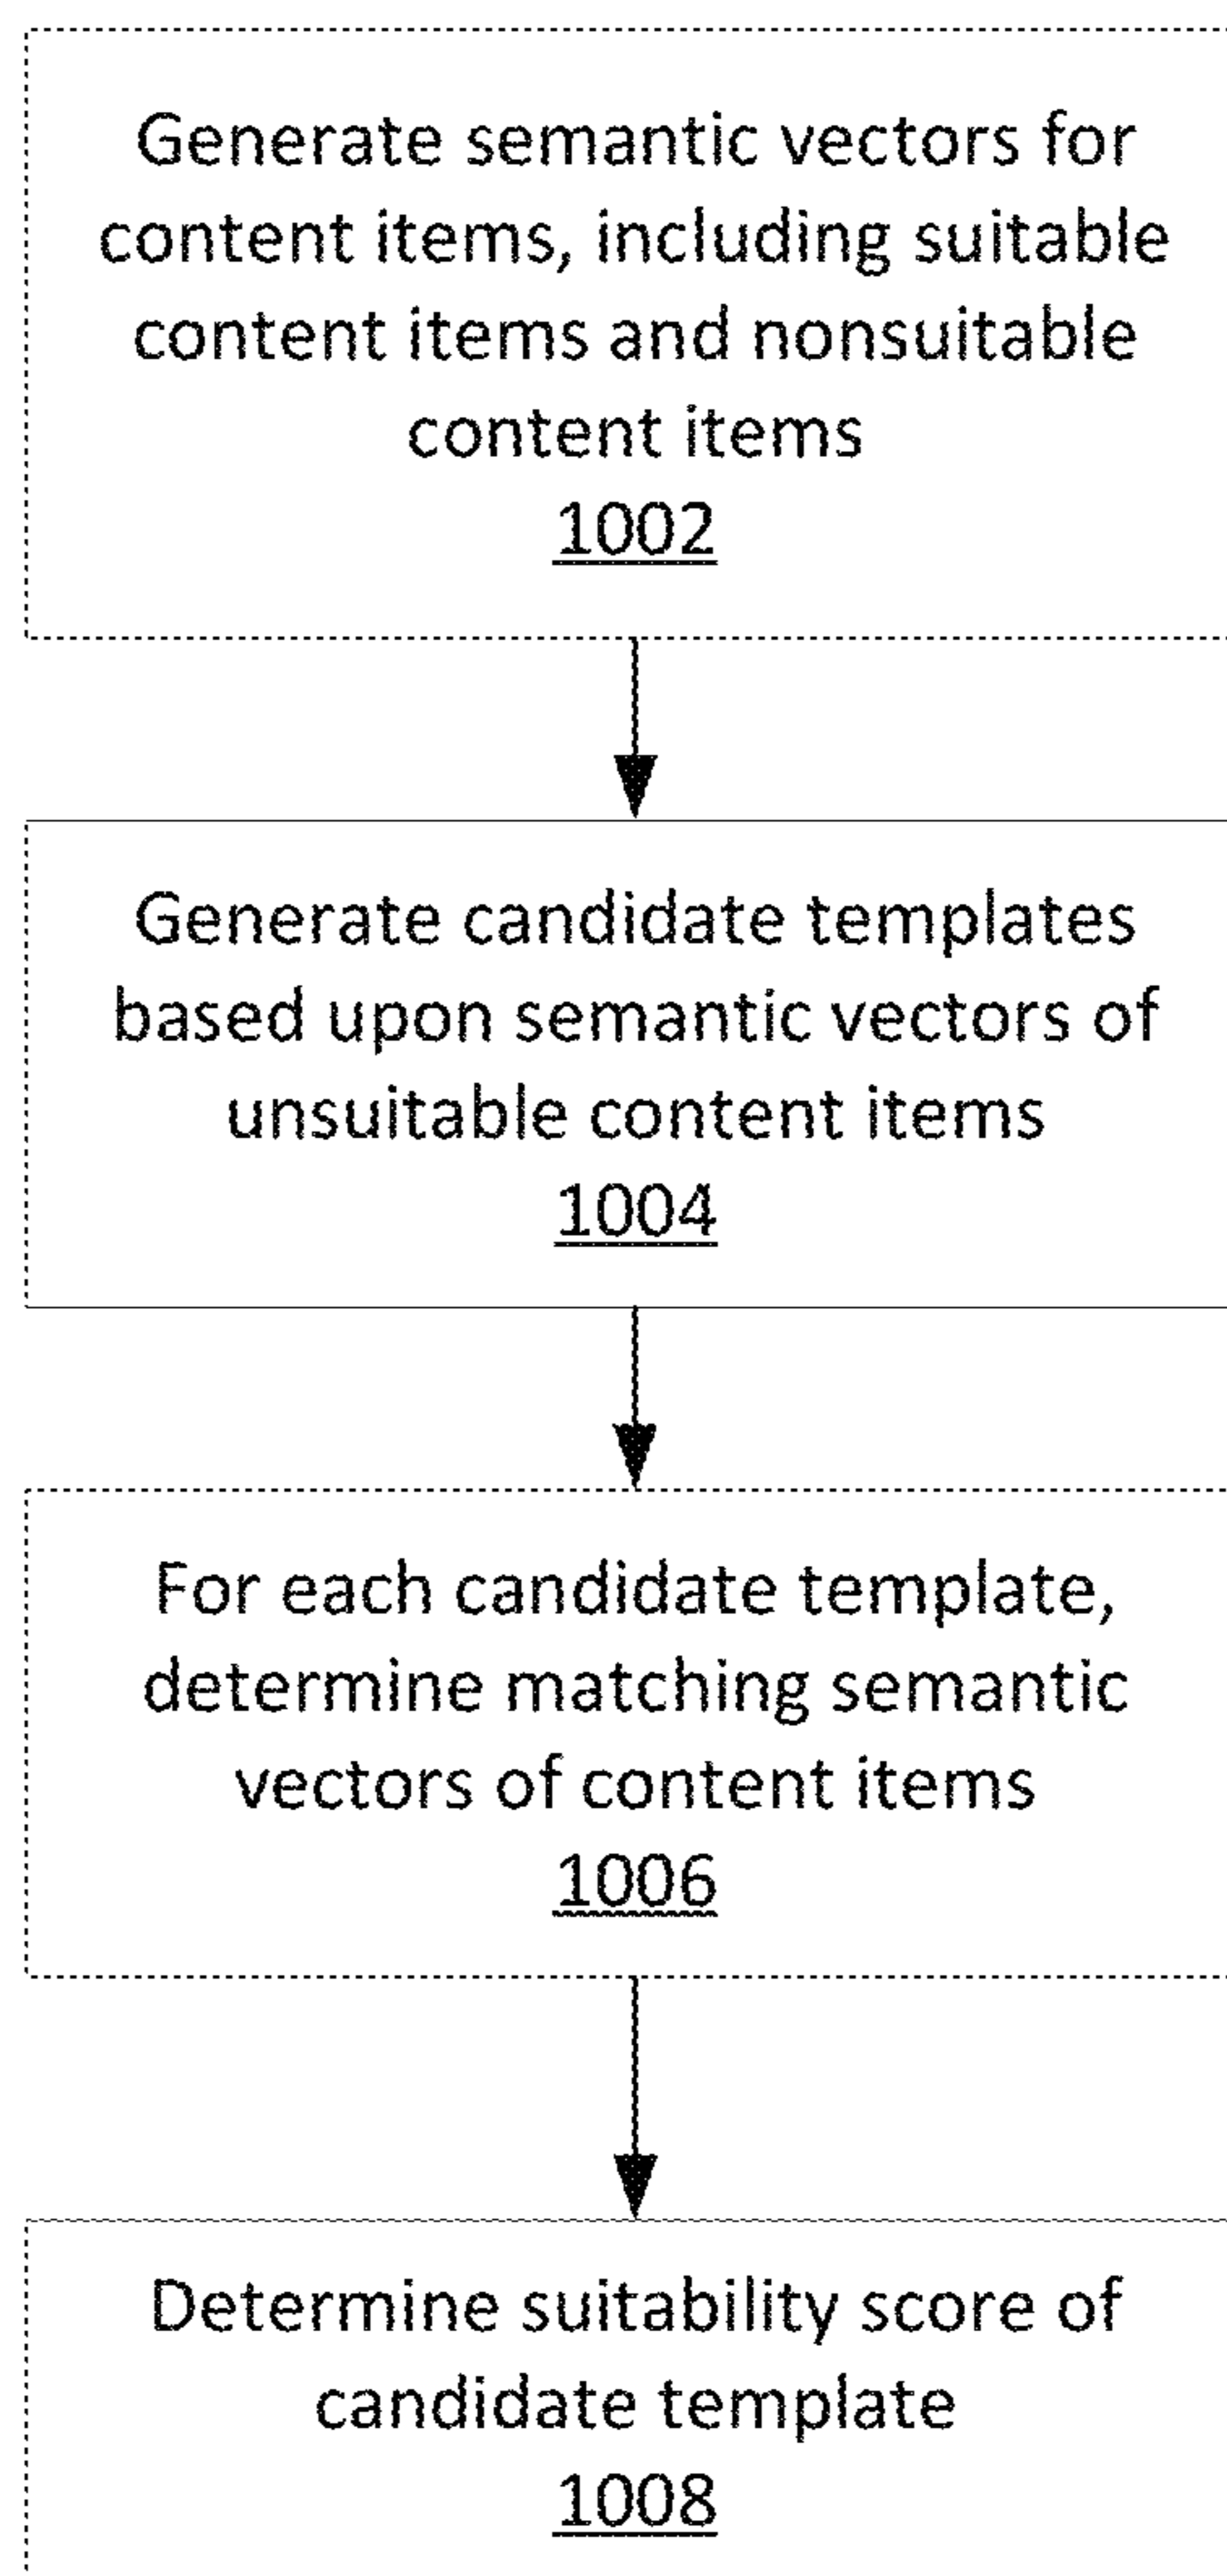 Generate semantic vectors for
content items, including suitable
content items and nonsuitable
content items
1002
Generate candidate templates
based upon semantic vectors of
unsuitable content items
1004
For each candidate template,
determine matching semantic
vectors of content items
1006
Determine suitability score of
candidate template
1008